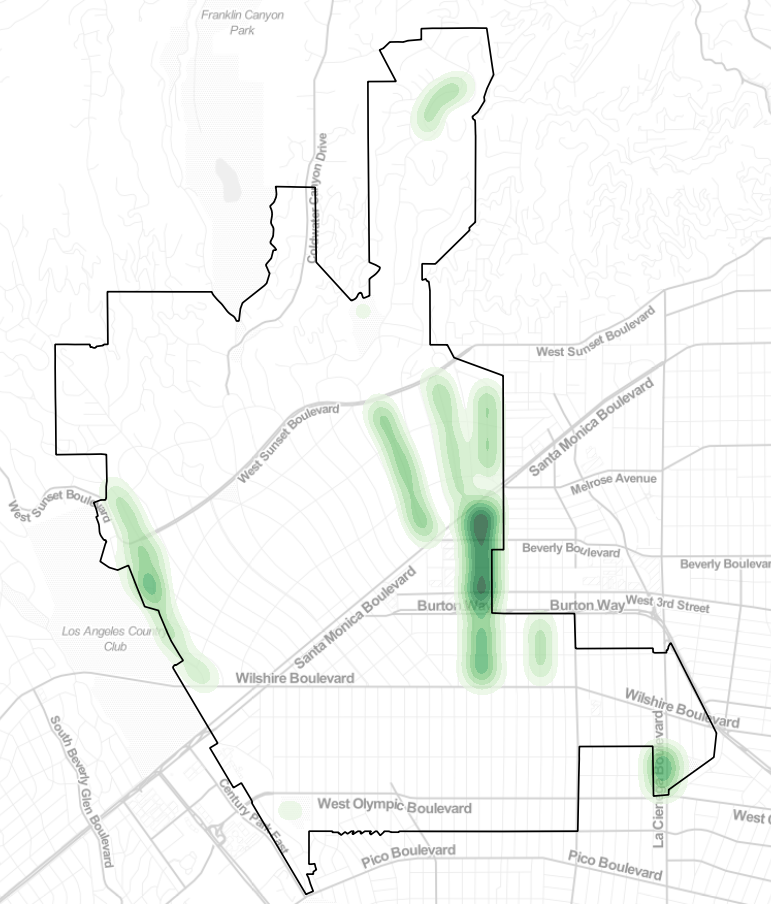 Franklin Canyon
Park
Coldwater Canyon Drive
West Sunset Boulevard
Santa Monica Boulevard
West Sunset Boulevard
Melrose Avenue
West Sunset Boulevard
Beverly Boulevard
Beverly Boulevar
Burton Way
Burton Way
West 3rd Street
Santa Monica Boulevard
Los Angeles Country
Club
Wilshire Boulevard
Wilshire Boulevard
South Beverly Glen Boulevard
Century Park East
West Olympic Boulevard
La Cienega Boulevard
West O
Pico Boulevard
Pico Boulevard